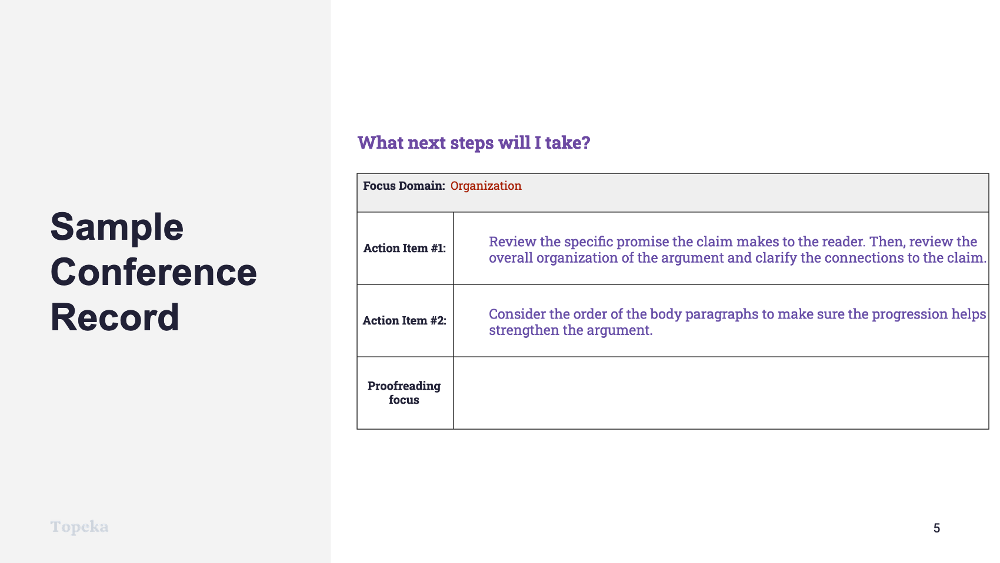 Sample
Conference
Record
What next steps will I take?
Focus Domain: Organization
Action Item #1:
Review the specific promise the claim makes to the reader. Then, review the
overall organization of the argument and clarify the connections to the claim.
Action Item #2:
Consider the order of the body paragraphs to make sure the progression helps
strengthen the argument.
Proofreading
focus
Topeka
5